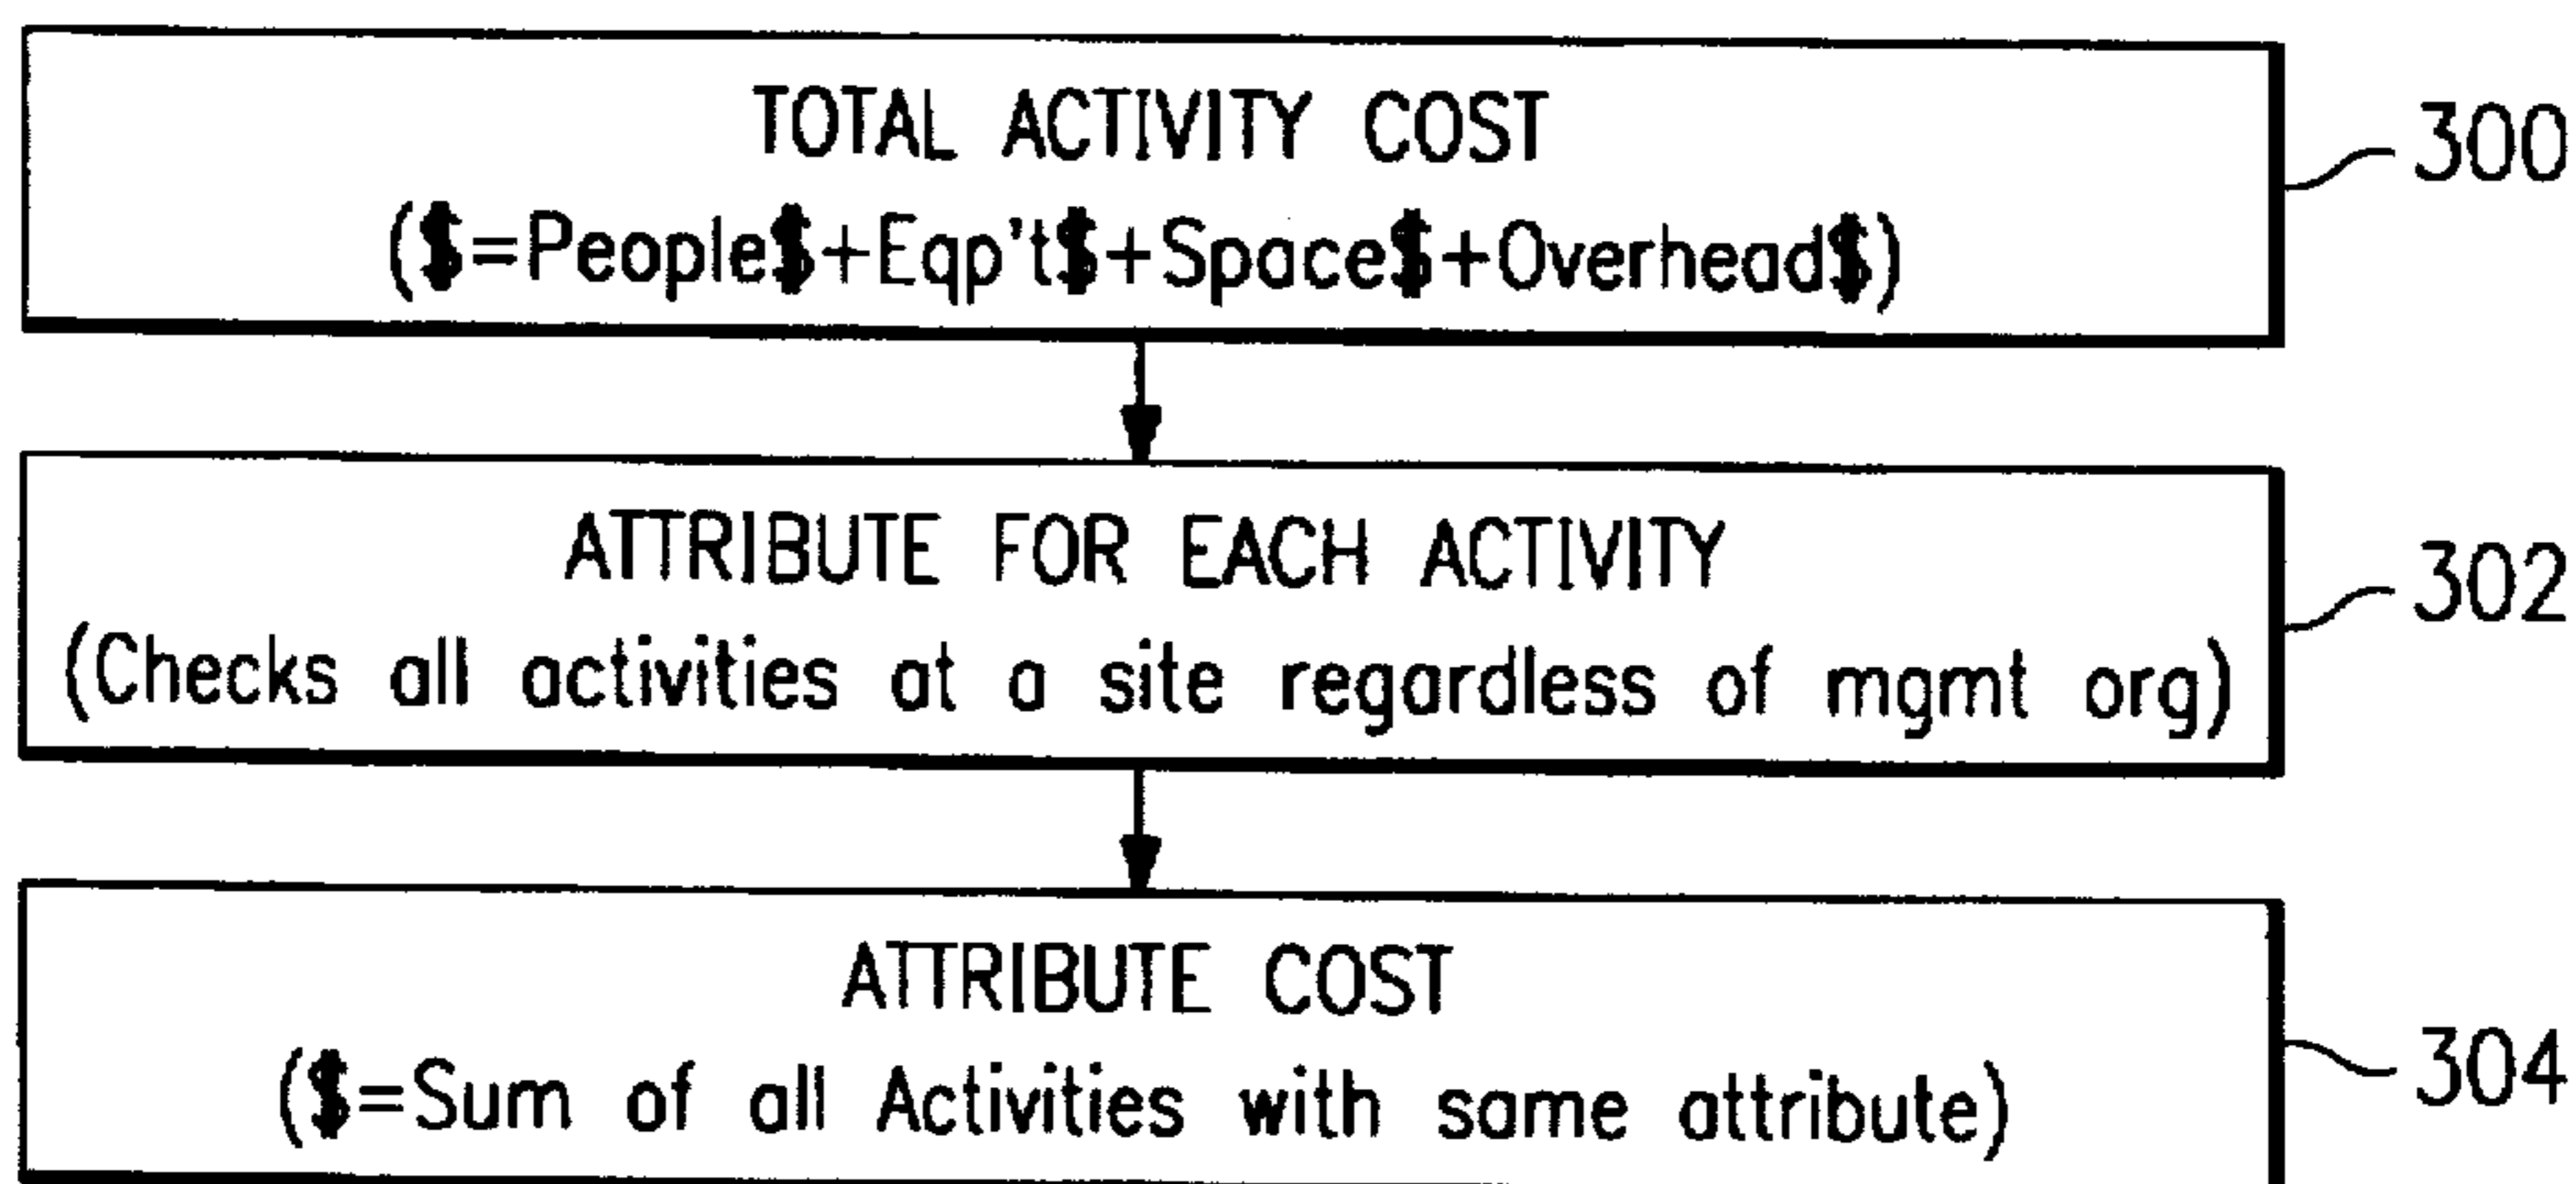 TOTAL ACTIVITY COST
($=People$+Eqp't$+Space$+Overhead$)
300
ATTRIBUTE FOR EACH ACTIVITY
(Checks all activities at a site regardless of mgmt org)
302
ATTRIBUTE COST
($=Sum of all Activities with same attribute)
304